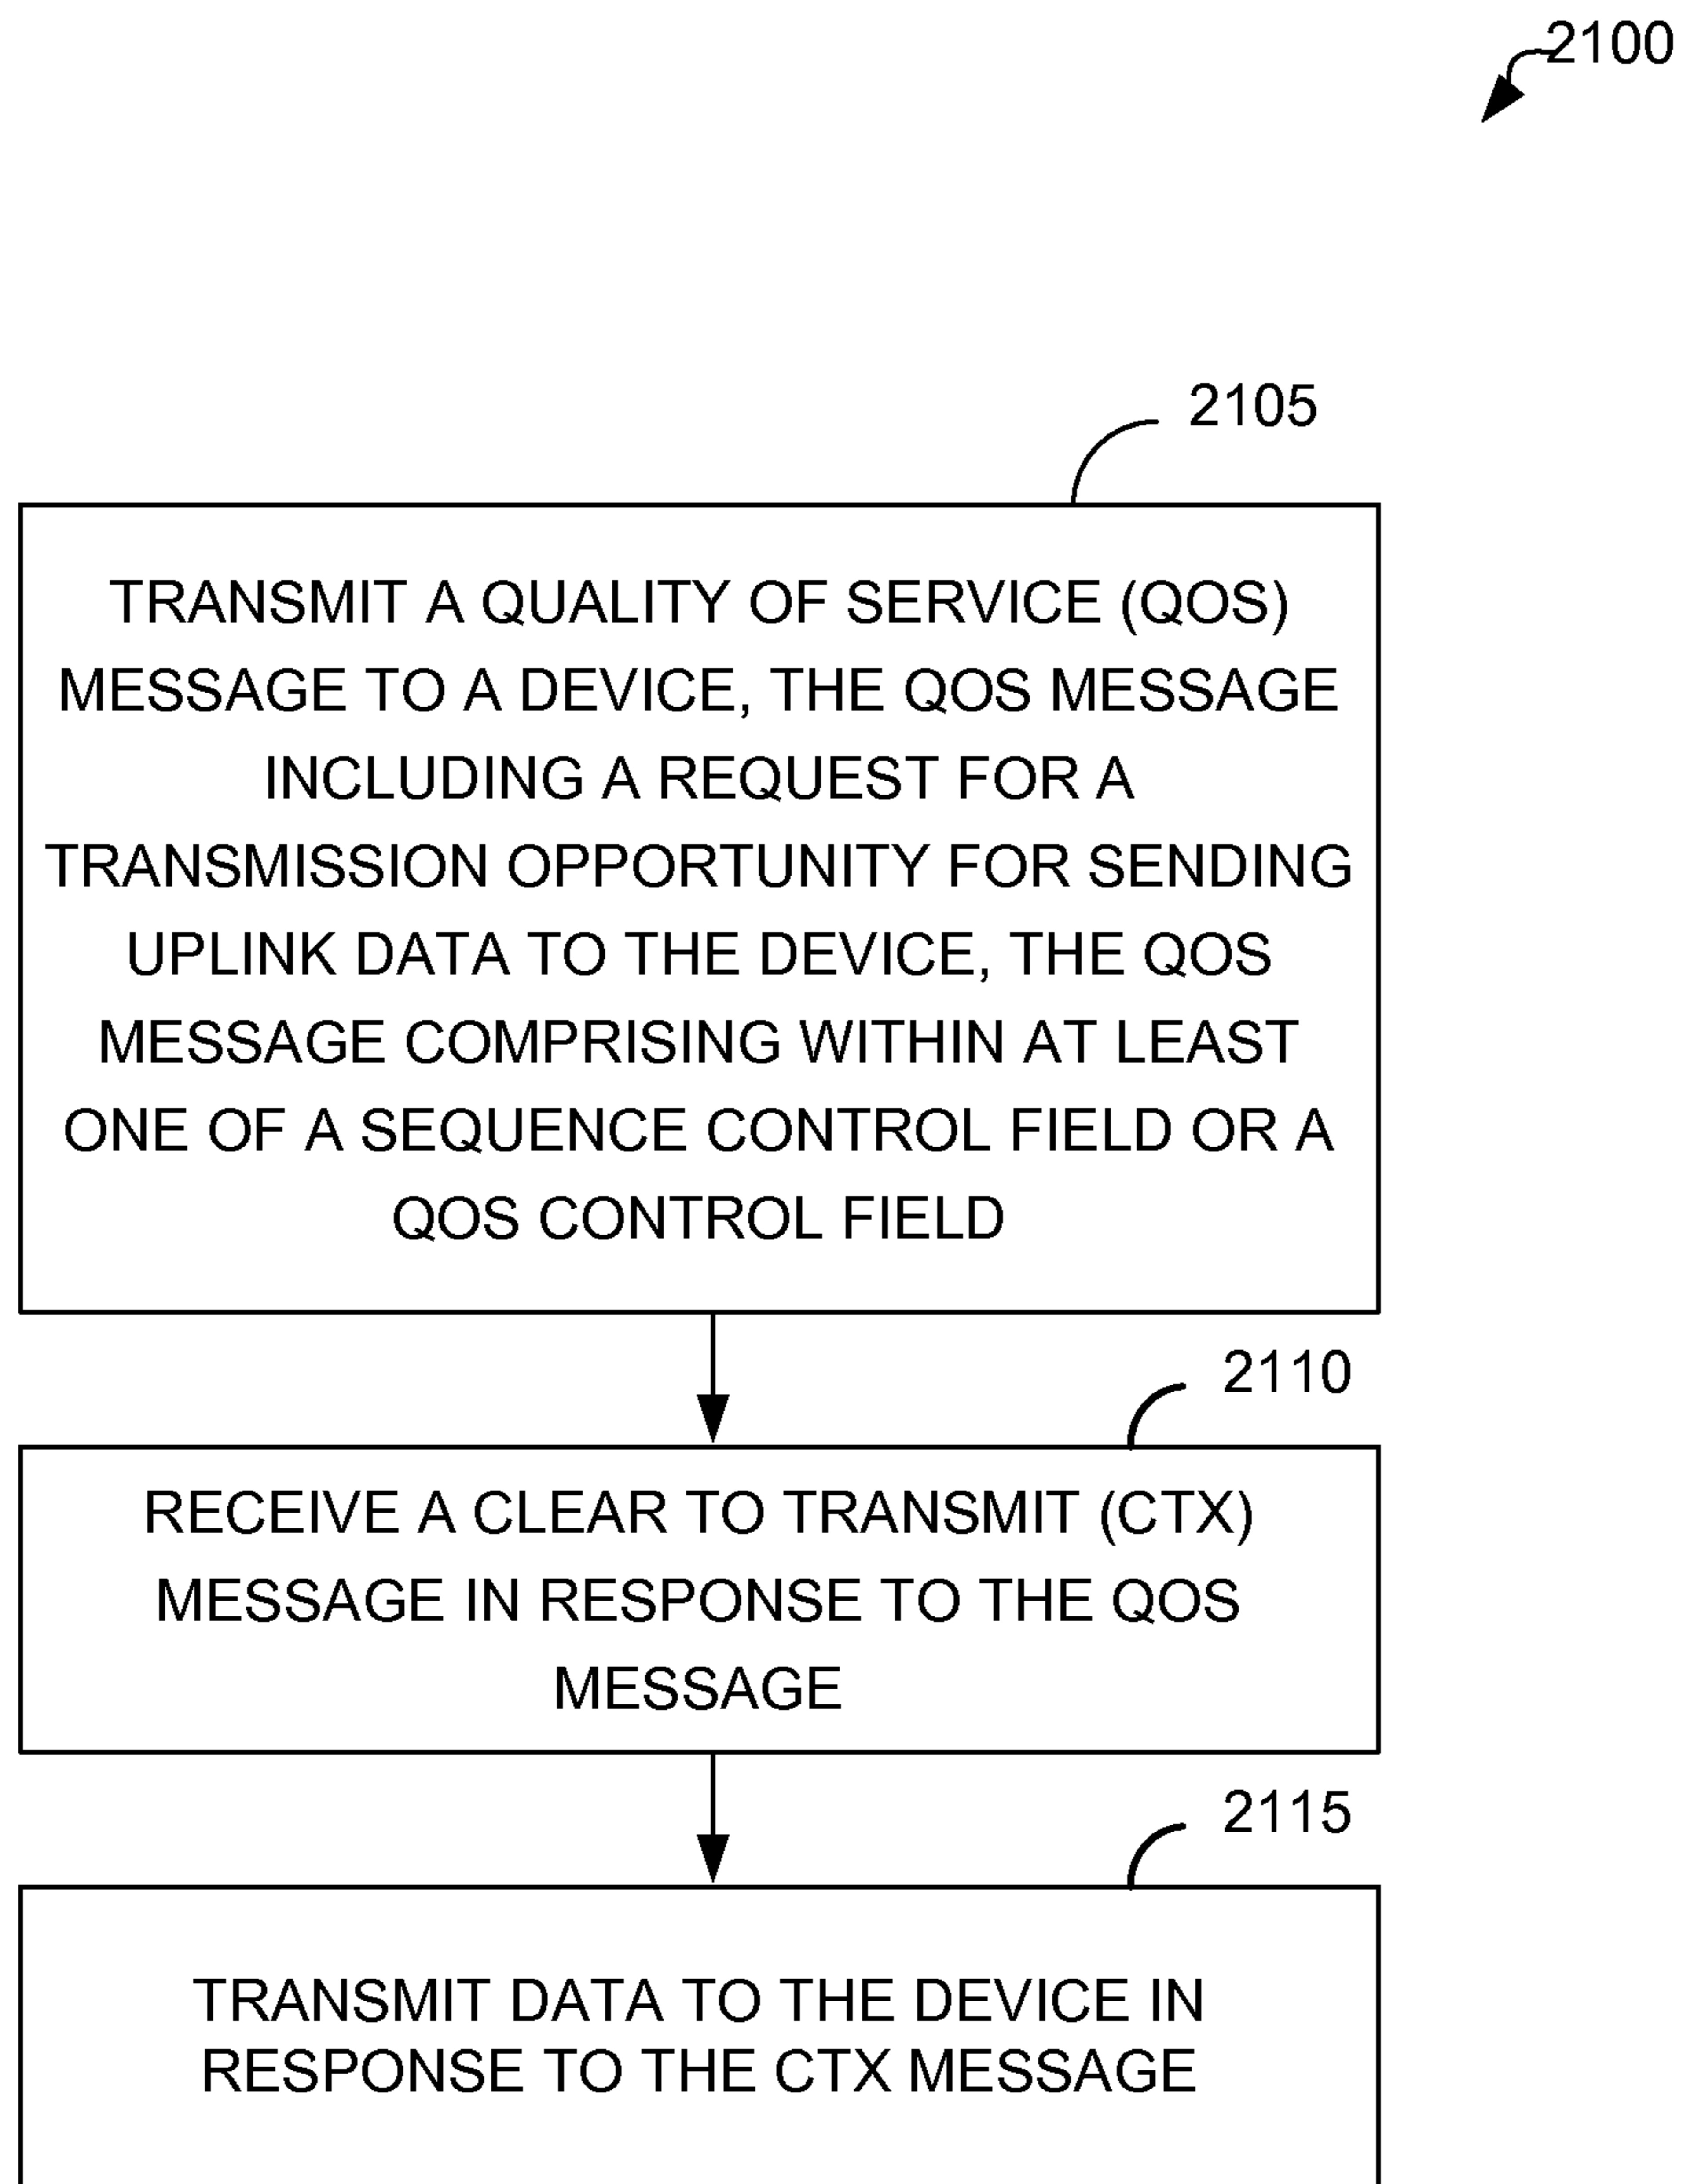 2100
2105
TRANSMIT A QUALITY OF SERVICE (QOS)
MESSAGE TO A DEVICE, THE QOS MESSAGE
INCLUDING A REQUEST FOR A
TRANSMISSION OPPORTUNITY FOR SENDING
UPLINK DATA TO THE DEVICE, THE QOS
MESSAGE COMPRISING WITHIN AT LEAST
ONE OF A SEQUENCE CONTROL FIELD OR A
QOS CONTROL FIELD
2110
RECEIVE A CLEAR TO TRANSMIT (CTX)
MESSAGE IN RESPONSE TO THE QOS
MESSAGE
2115
TRANSMIT DATA TO THE DEVICE IN
RESPONSE TO THE CTX MESSAGE